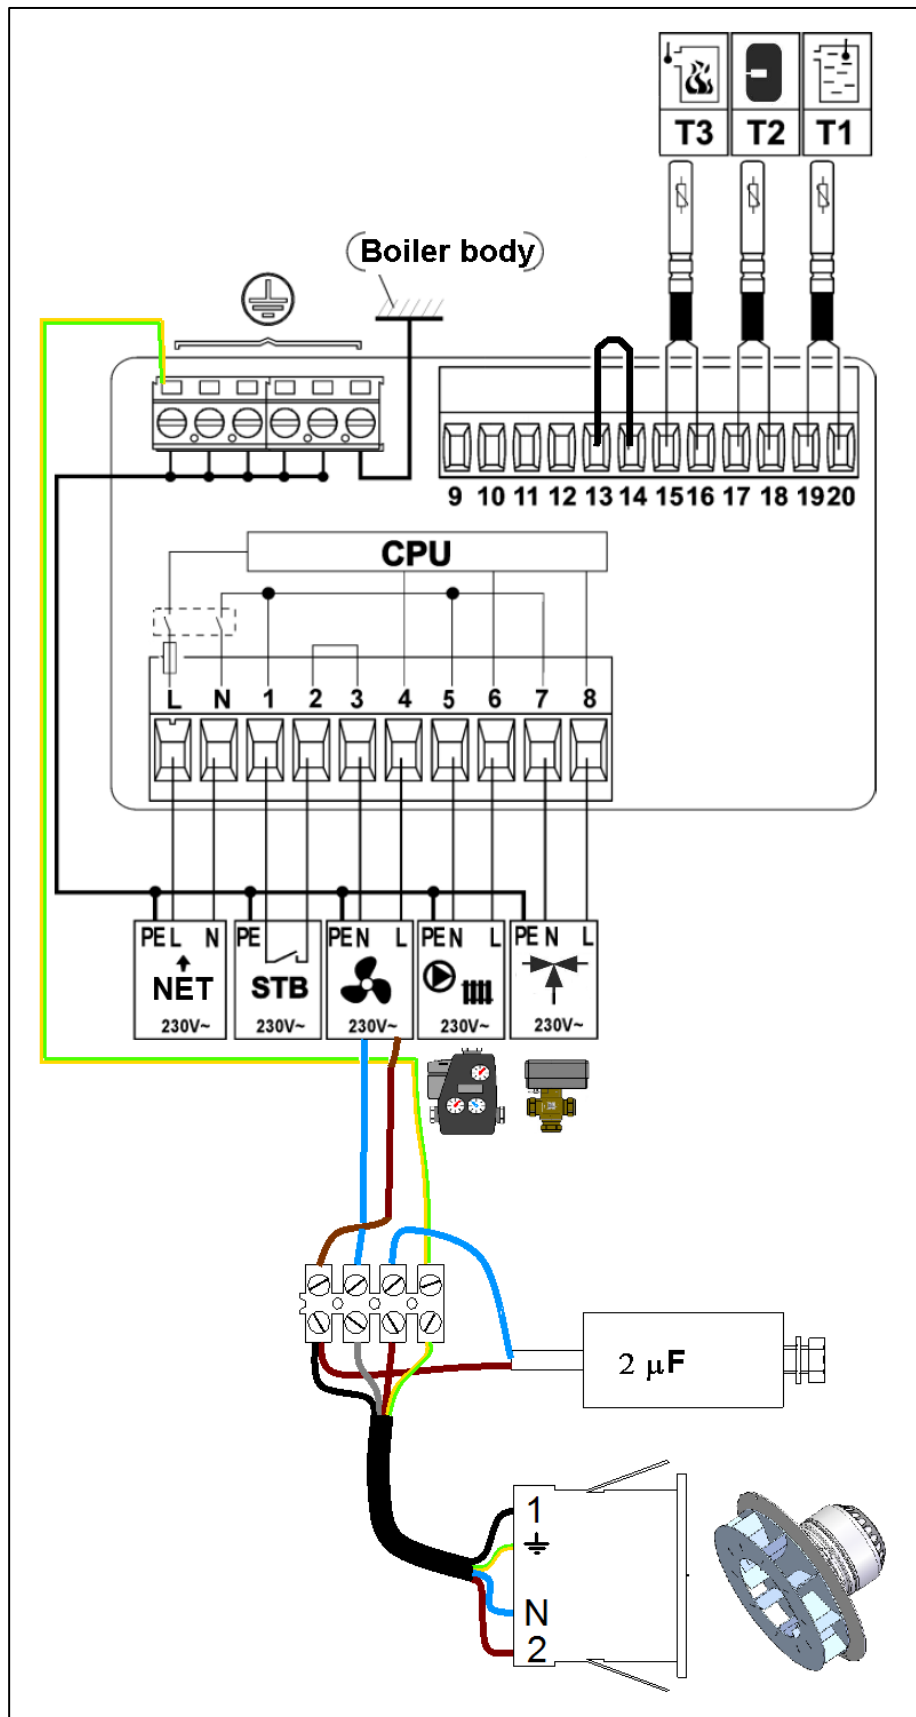 T3 T2 T1
(Boiler body)
9 10 11 12 13 14 15 16 17 18 19 20
CPU
L N 1 2 3 4 5 6 7 8
PE L N PE PE N L PE N L PE N L
NET STB
230V~ 230V~ 230V~ 230V~ 230V~
2 μF
1
N
2